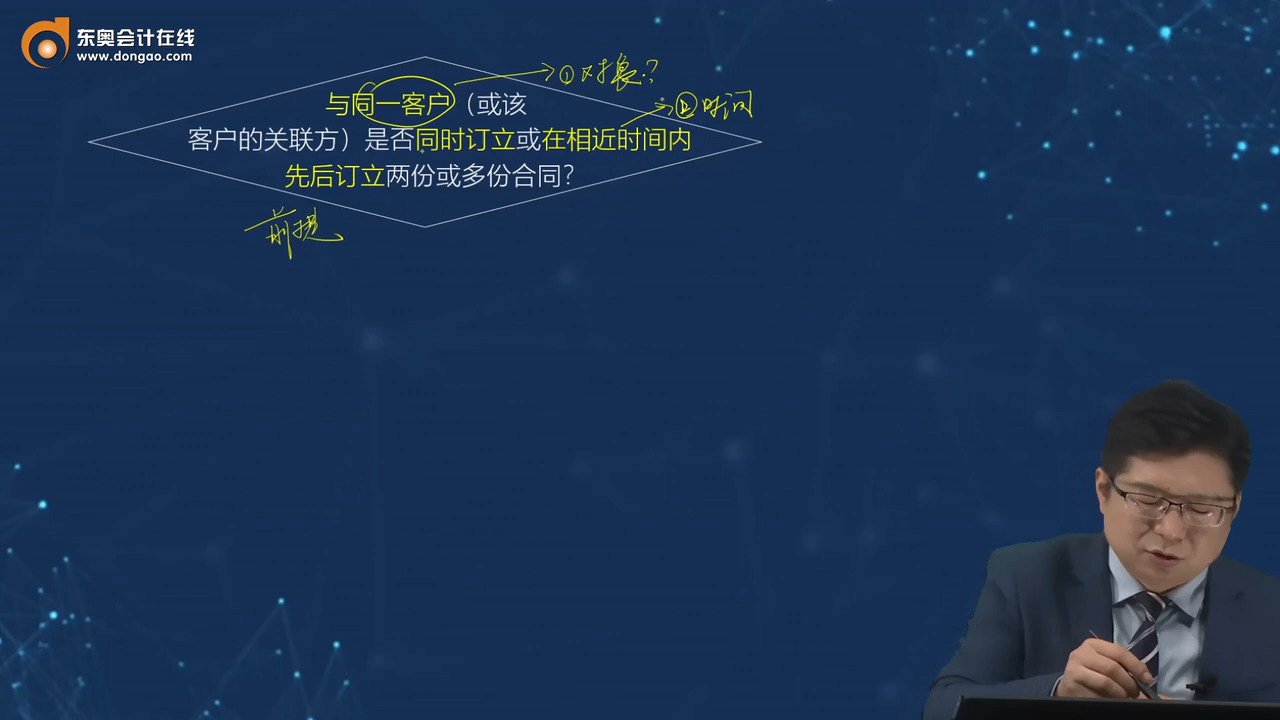 东奥会计在线
www.dongao.com
与同一客户（或该
客户的关联方）是否同时订立或在相近时间内
先后订立两份或多份合同？
①对象？
②时间
前提